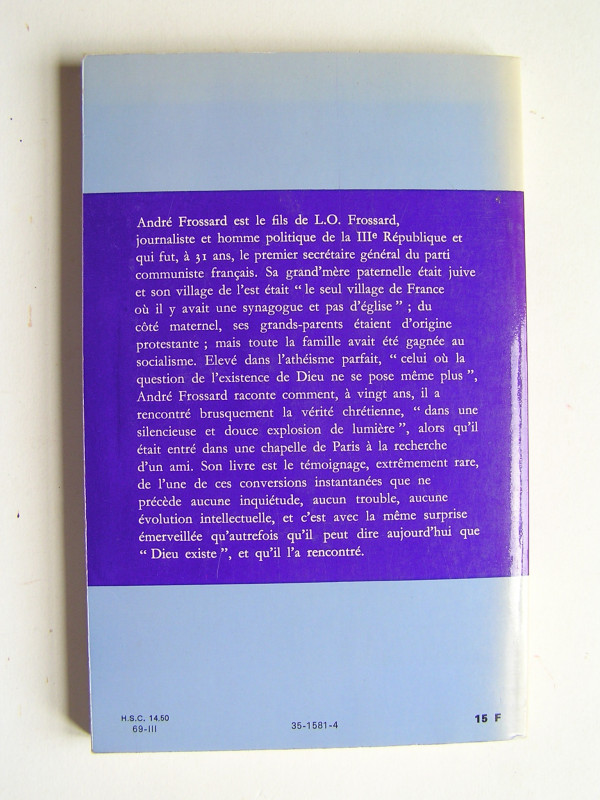 André Frossard est le fils de L.O. Frossard,
journaliste et homme politique de la IIIe République et
qui fut, à 31 ans, le premier secrétaire général du parti
communiste français. Sa grand'mère paternelle était juive
et son village de l'est était “ le seul village de France
où il y avait une synagogue et pas d'église ” ; du
côté maternel, ses grands-parents étaient d'origine
protestante ; mais toute la famille avait été gagnée au
socialisme. Elevé dans l'athéisme parfait, “ celui où la
question de l'existence de Dieu ne se pose même plus ”,
André Frossard raconte comment, à vingt ans, il a
rencontré brusquement la vérité chrétienne, “ dans une
silencieuse et douce explosion de lumière ”, alors qu'il
était entré dans une chapelle de Paris à la recherche
d'un ami. Son livre est le témoignage, extrêmement rare,
de l'une de ces conversions instantanées que ne
précède aucune inquiétude, aucun trouble, aucune
évolution intellectuelle, et c'est avec la même surprise
émerveillée qu'autrefois qu'il peut dire aujourd'hui que
“ Dieu existe ”, et qu'il l'a rencontré.
H.S.C. 14.50
69-III
35-1581-4
15 F